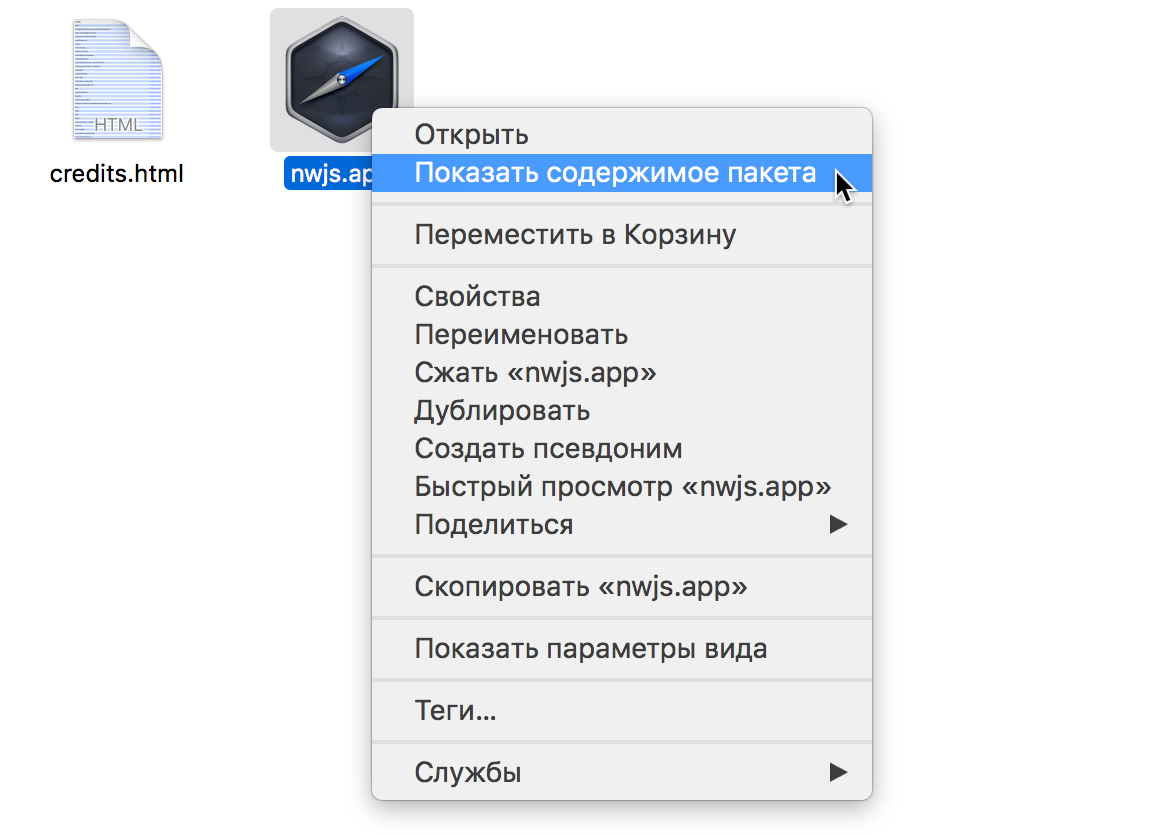 HTML
credits.html
nwjs.ap
Открыть
Показать содержимое пакета
Переместить в Корзину
Свойства
Переименовать
Сжать «nwjs.app»
Дублировать
Создать псевдоним
Быстрый просмотр «nwjs.app»
Поделиться
Скопировать «nwjs.app»
Показать параметры вида
Теги...
Службы